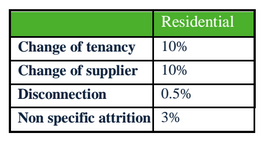 Residential
Change of tenancy 10%
Change of supplier 10%
Disconnection 0.5%
Non specific attrition 3%